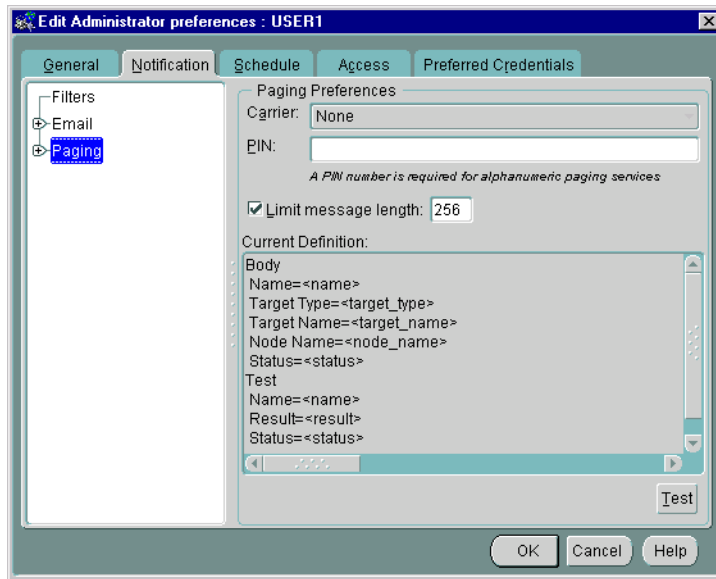 Edit Administrator preferences : USER1
General Notification Schedule Access Preferred Credentials
Filters
Email
Paging
Paging Preferences
Carrier: None
PIN:
A PIN number is required for alphanumeric paging services
Limit message length: 256
Current Definition:
Body
Name=<name>
Target Type=<target_type>
Target Name=<target_name>
Node Name=<node_name>
Status=<status>
Test
Name=<name>
Result=<result>
Status=<status>
Test
OK Cancel Help